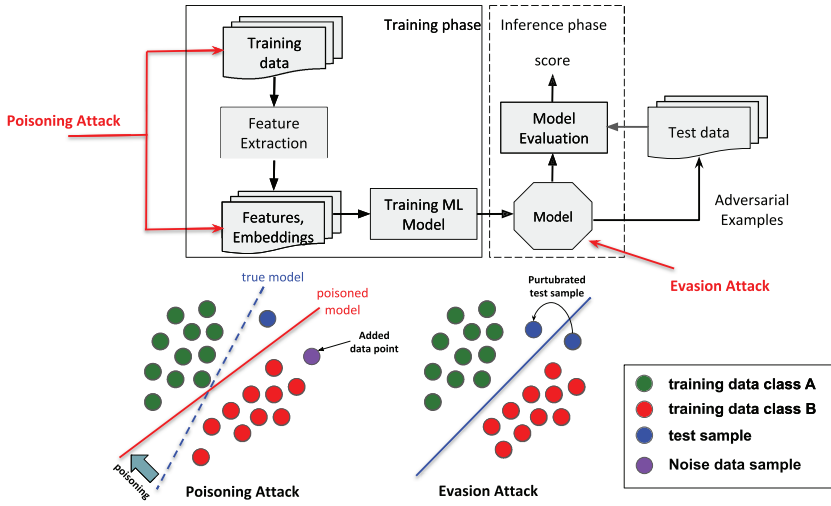 Training phase
Inference phase
Training
data
score
Poisoning Attack
Feature
Extraction
Model
Evaluation
Test data
Features,
Embeddings
Training ML
Model
Model
Adversarial
Examples
Evasion Attack
true model
poisoned
model
Added
data point
poisoning
Poisoning Attack
Purtubrated
test sample
Evasion Attack
training data class A
training data class B
test sample
Noise data sample